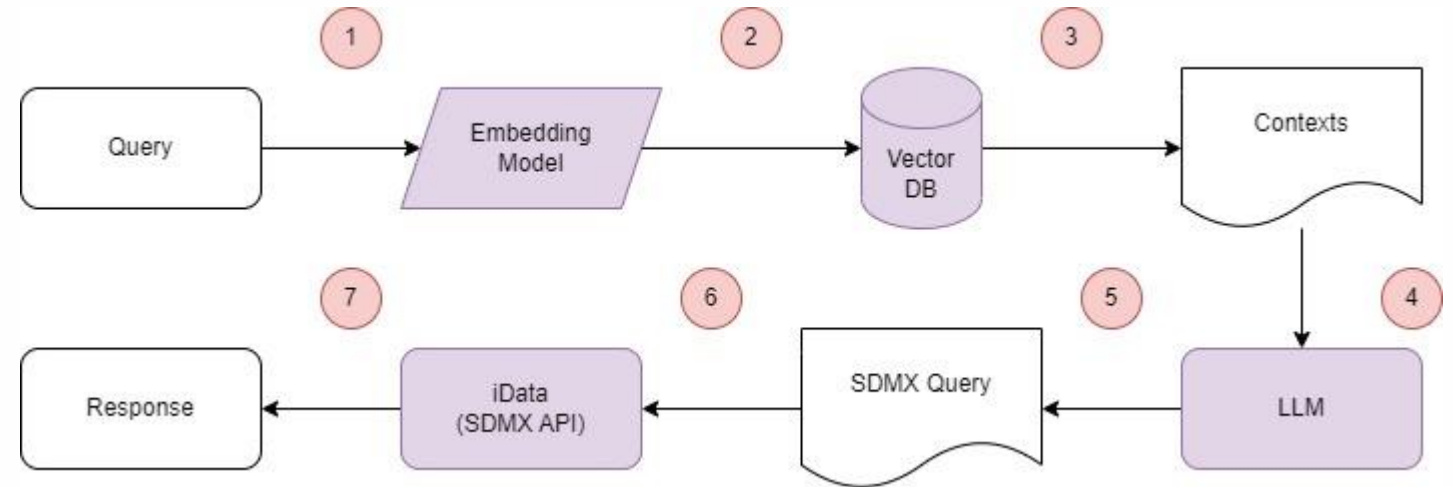 1
2
3
Query
Embedding
Model
Vector
DB
Contexts
7
6
5
4
Response
iData
(SDMX API)
SDMX Query
LLM